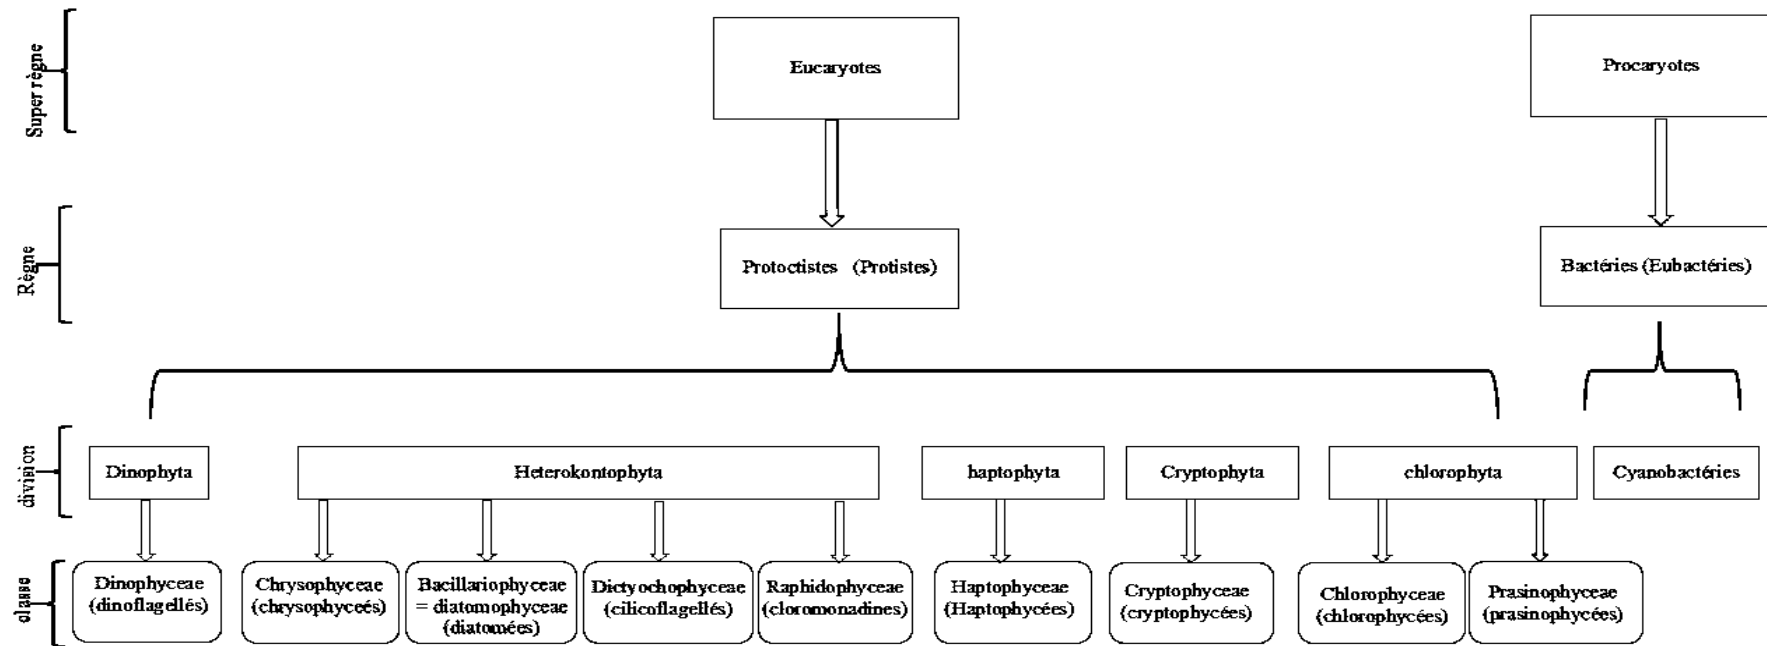 Super règne
Eucaryotes
Procaryotes
Règne
Protoctistes (Protistes)
Bactéries (Eubactéries)
division
Dinophyta
Heterokontophyta
haptophyta
Cryptophyta
chlorophyta
Cyanobactéries
classe
Dinophyceae
(dinoflagellés)
Chrysophyceae
(chrysophyceés)
Bacillariophyceae
= diatomophyceae
(diatomées)
Dictyochophyceae
(cilicoflagellés)
Raphidophyceae
(cloromonadines)
Haptophyceae
(Haptophycées)
Cryptophyceae
(cryptophycées)
Chlorophyceae
(chlorophycées)
Prasinophyceae
(prasinophycées)